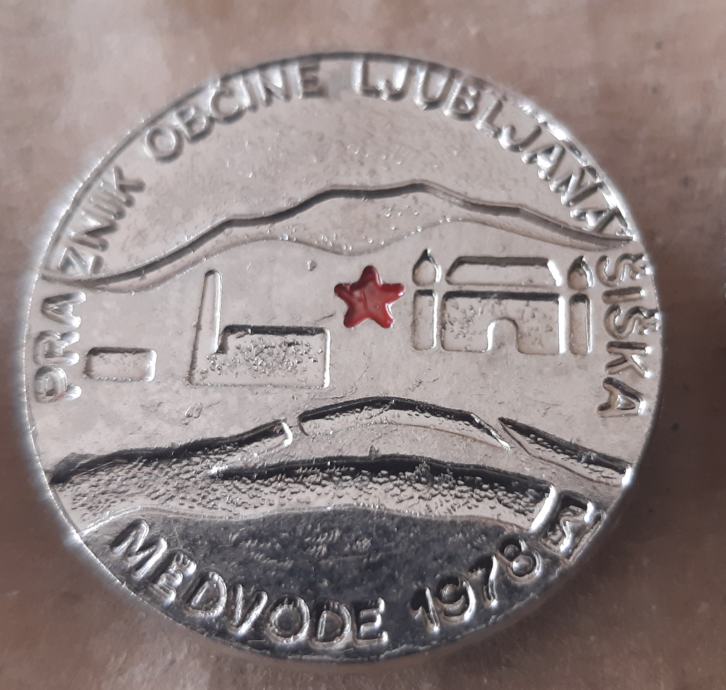 PRAZNIK OBČINE LJUBLJANA ŠIŠKA
MEDVODE 1978